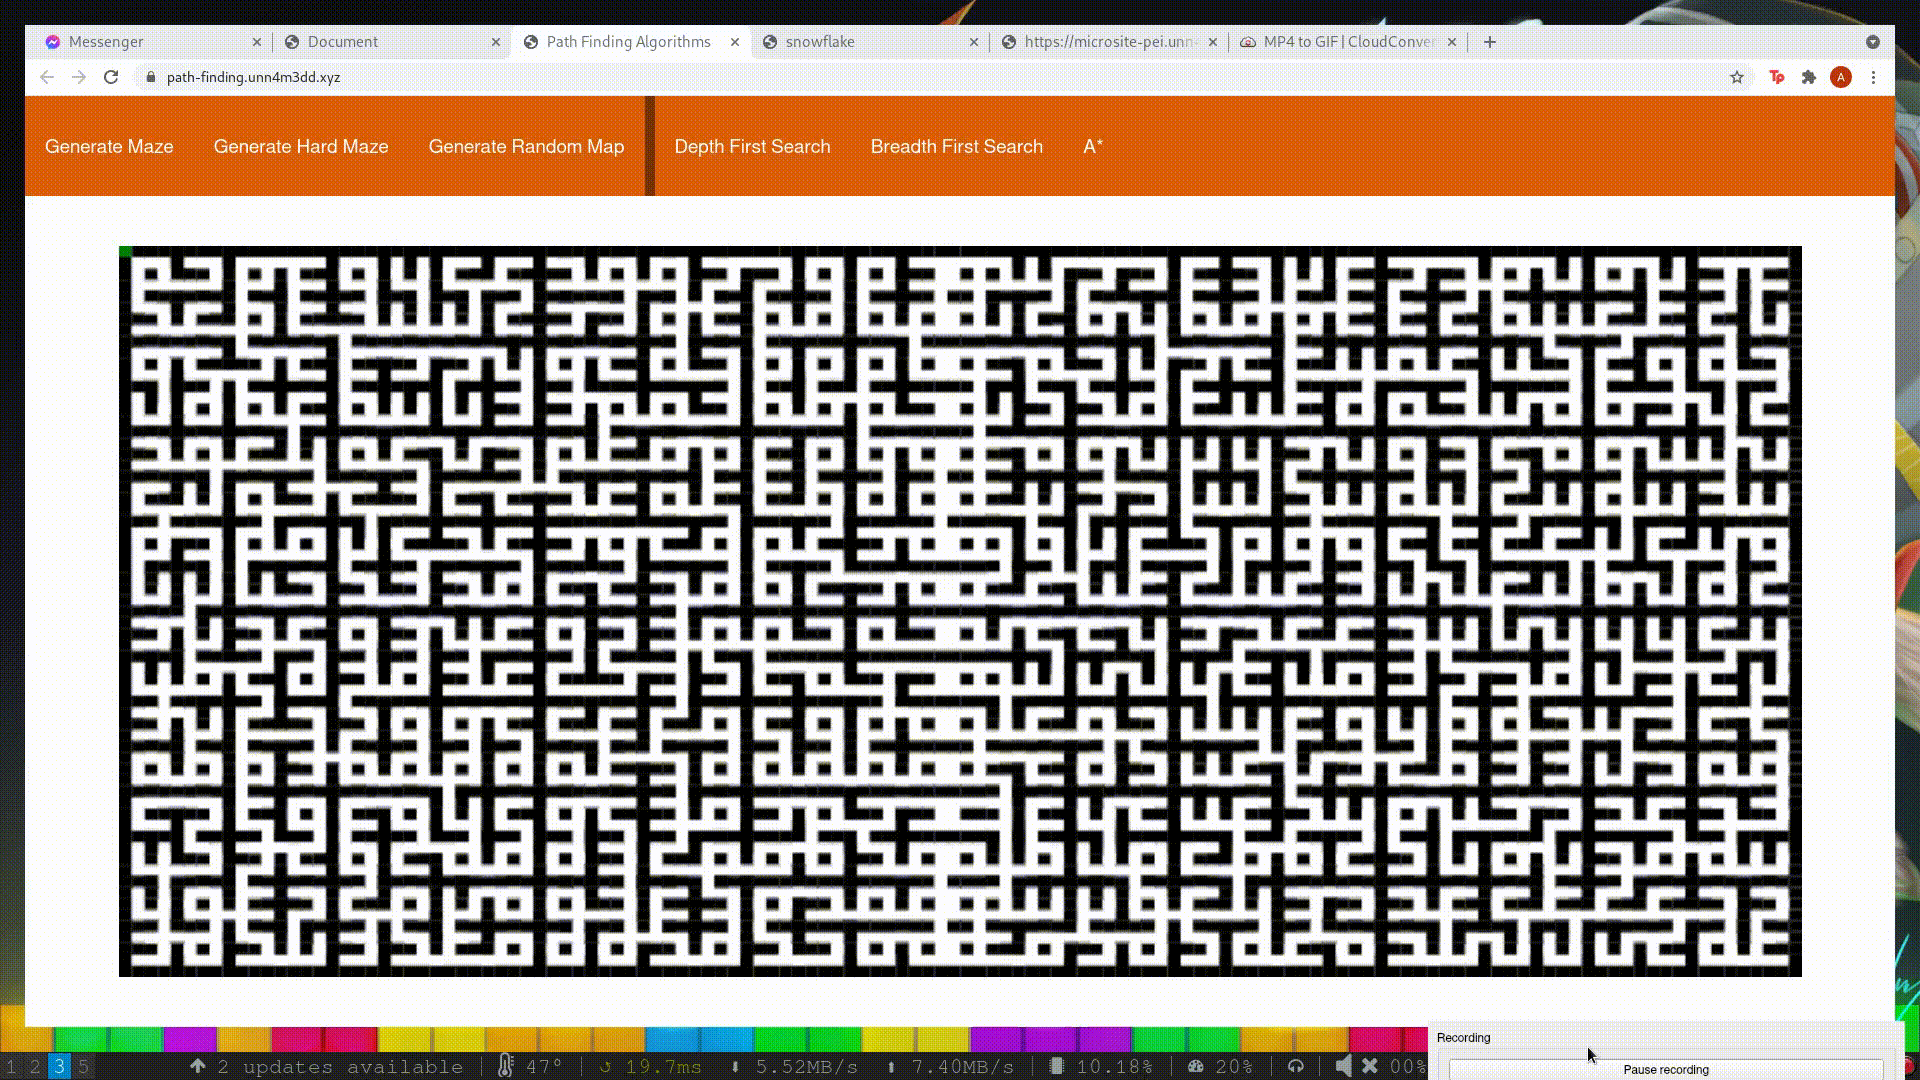 Messenger
Document
Path Finding Algorithms
snowflake
https://microsite-pei.unn
MP4 to GIF | CloudConver
path-finding.unn4m3dd.xyz
Tp
A
Generate Maze
Generate Hard Maze
Generate Random Map
Depth First Search
Breadth First Search
A*
Recording
Pause recording
1 2 3 5
2 updates available
47°
19.7ms
5.52MB/s
7.40MB/s
10.18%
20%
00%